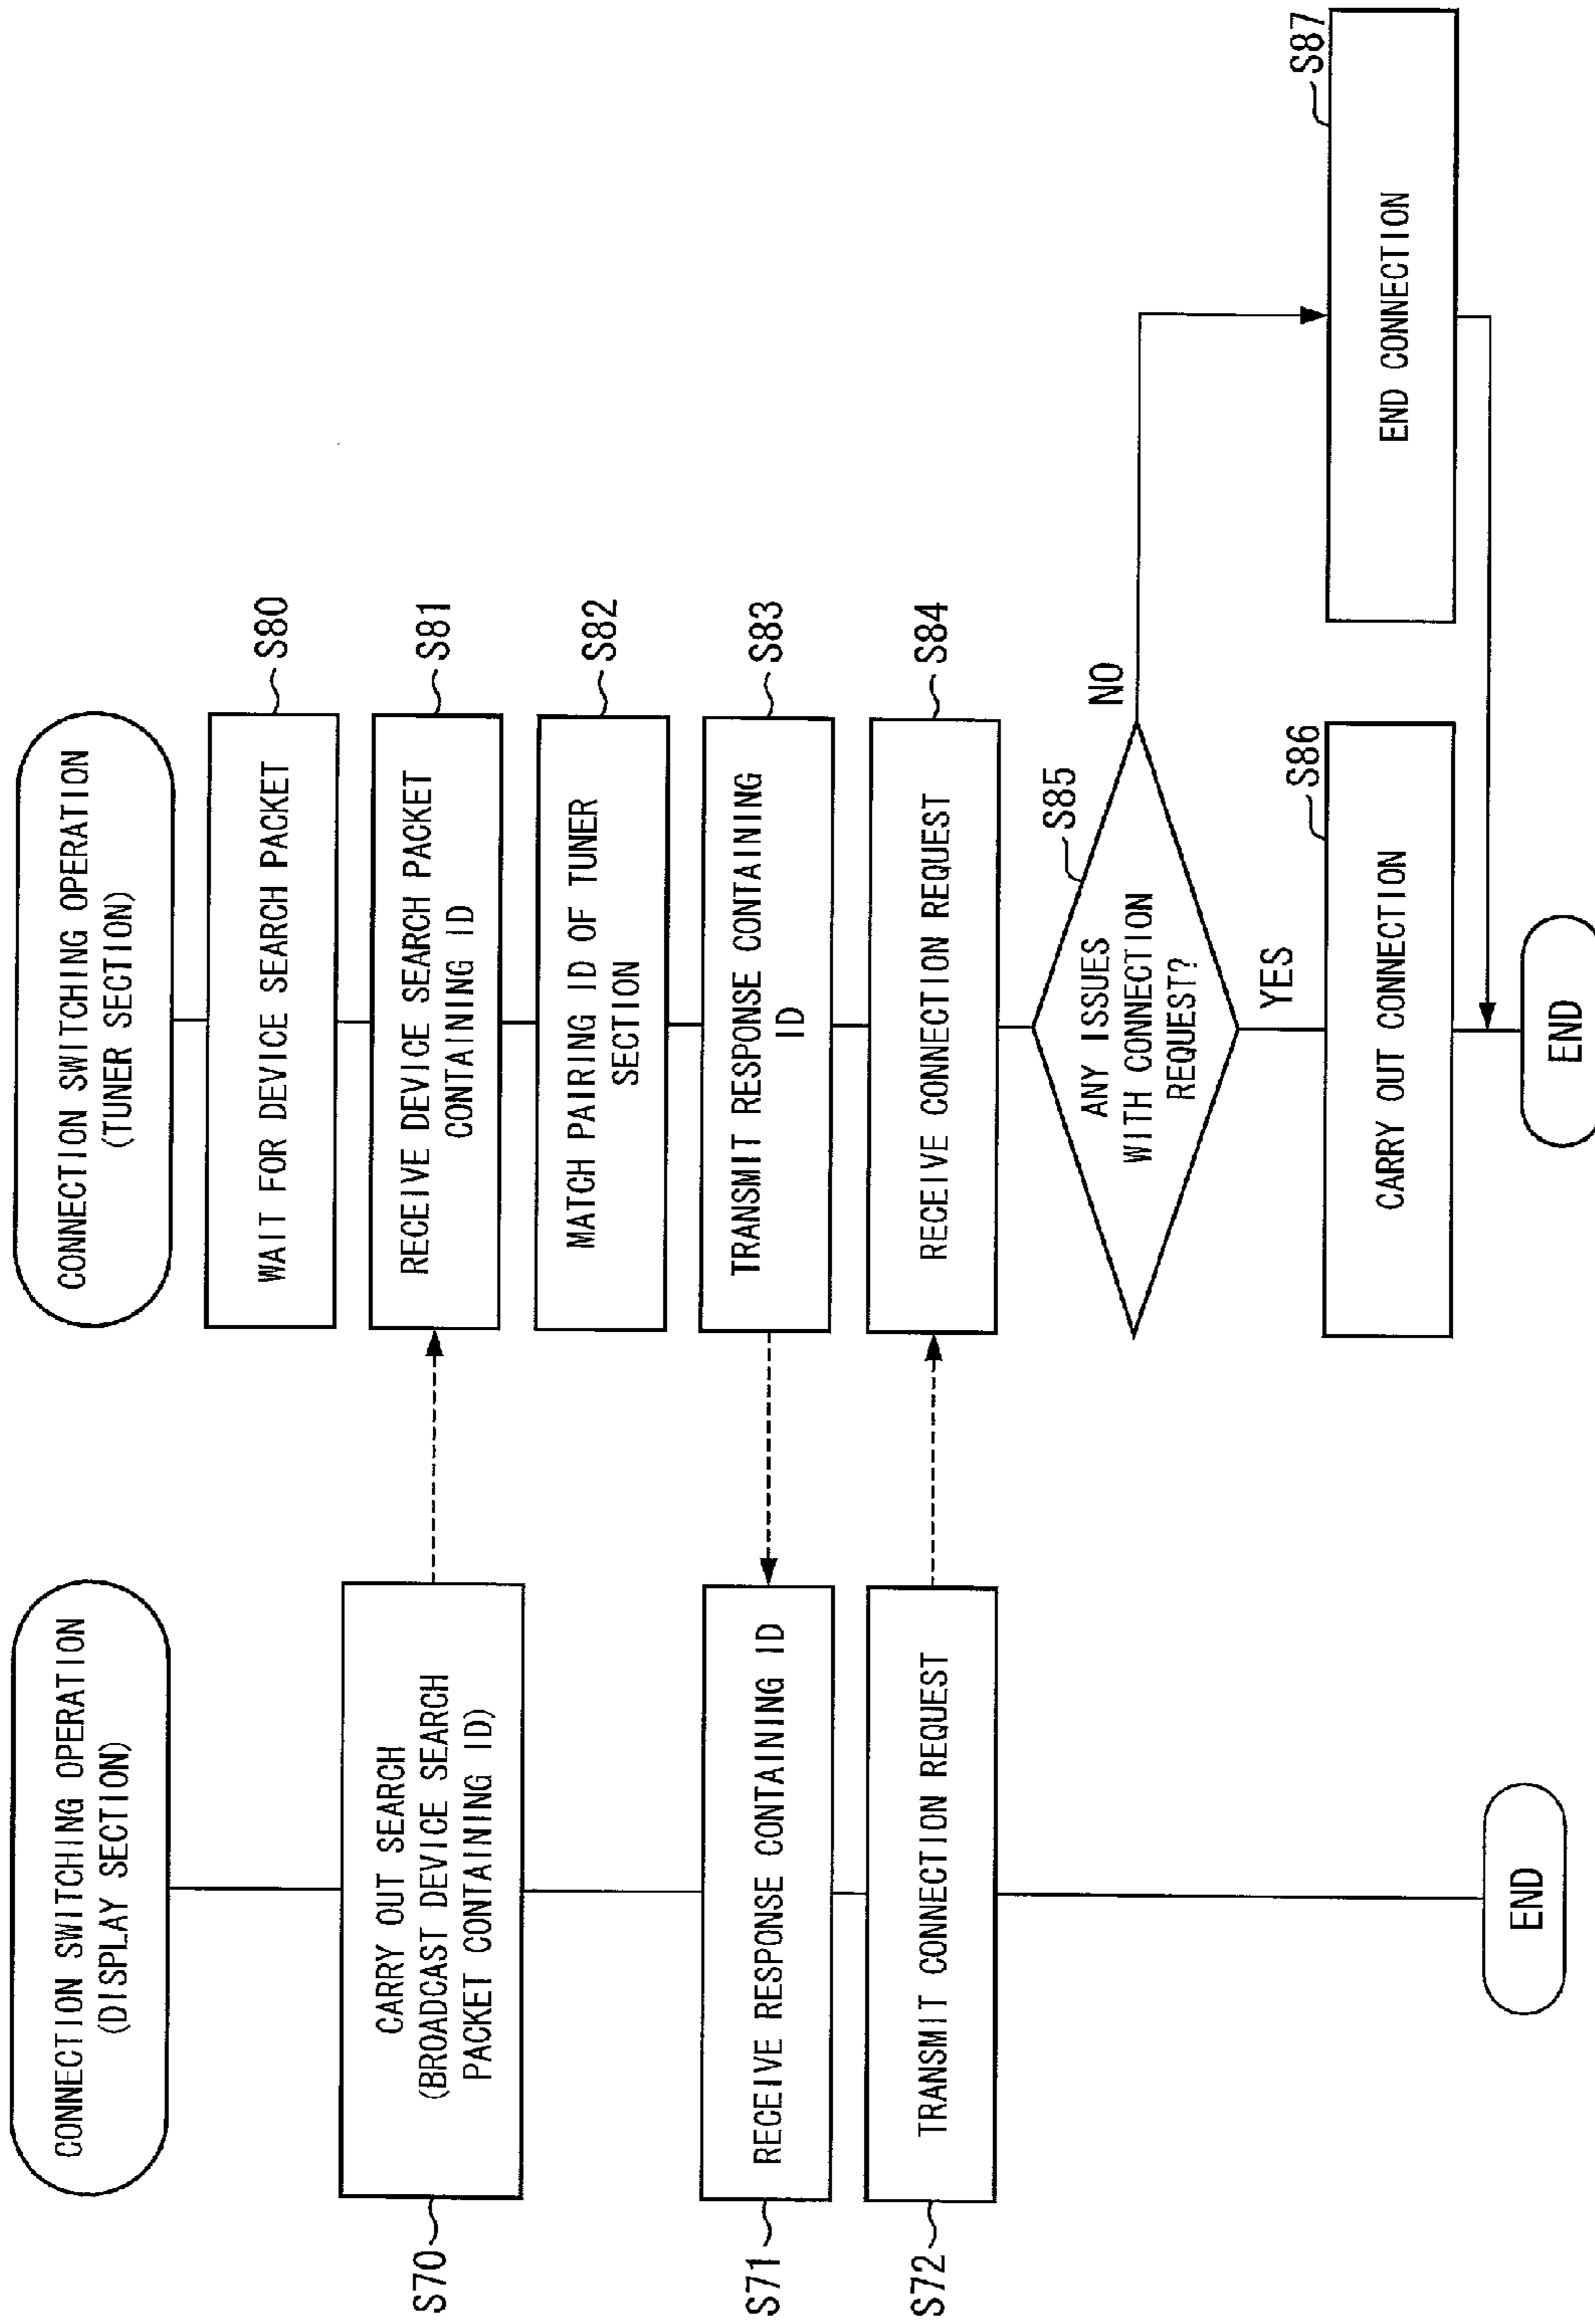 CONNECTION SWITCHING OPERATION
(DISPLAY SECTION)
S70
CARRY OUT SEARCH
(BROADCAST DEVICE SEARCH
PACKET CONTAINING ID)
S71
RECEIVE RESPONSE CONTAINING ID
S72
TRANSMIT CONNECTION REQUEST
END
CONNECTION SWITCHING OPERATION
(TUNER SECTION)
WAIT FOR DEVICE SEARCH PACKET
S80
RECEIVE DEVICE SEARCH PACKET
CONTAINING ID
S81
MATCH PAIRING ID OF TUNER
SECTION
S82
TRANSMIT RESPONSE CONTAINING
ID
S83
RECEIVE CONNECTION REQUEST
S84
ANY ISSUES
WITH CONNECTION
REQUEST?
S85
NO
YES
CARRY OUT CONNECTION
S86
END CONNECTION
S87
END